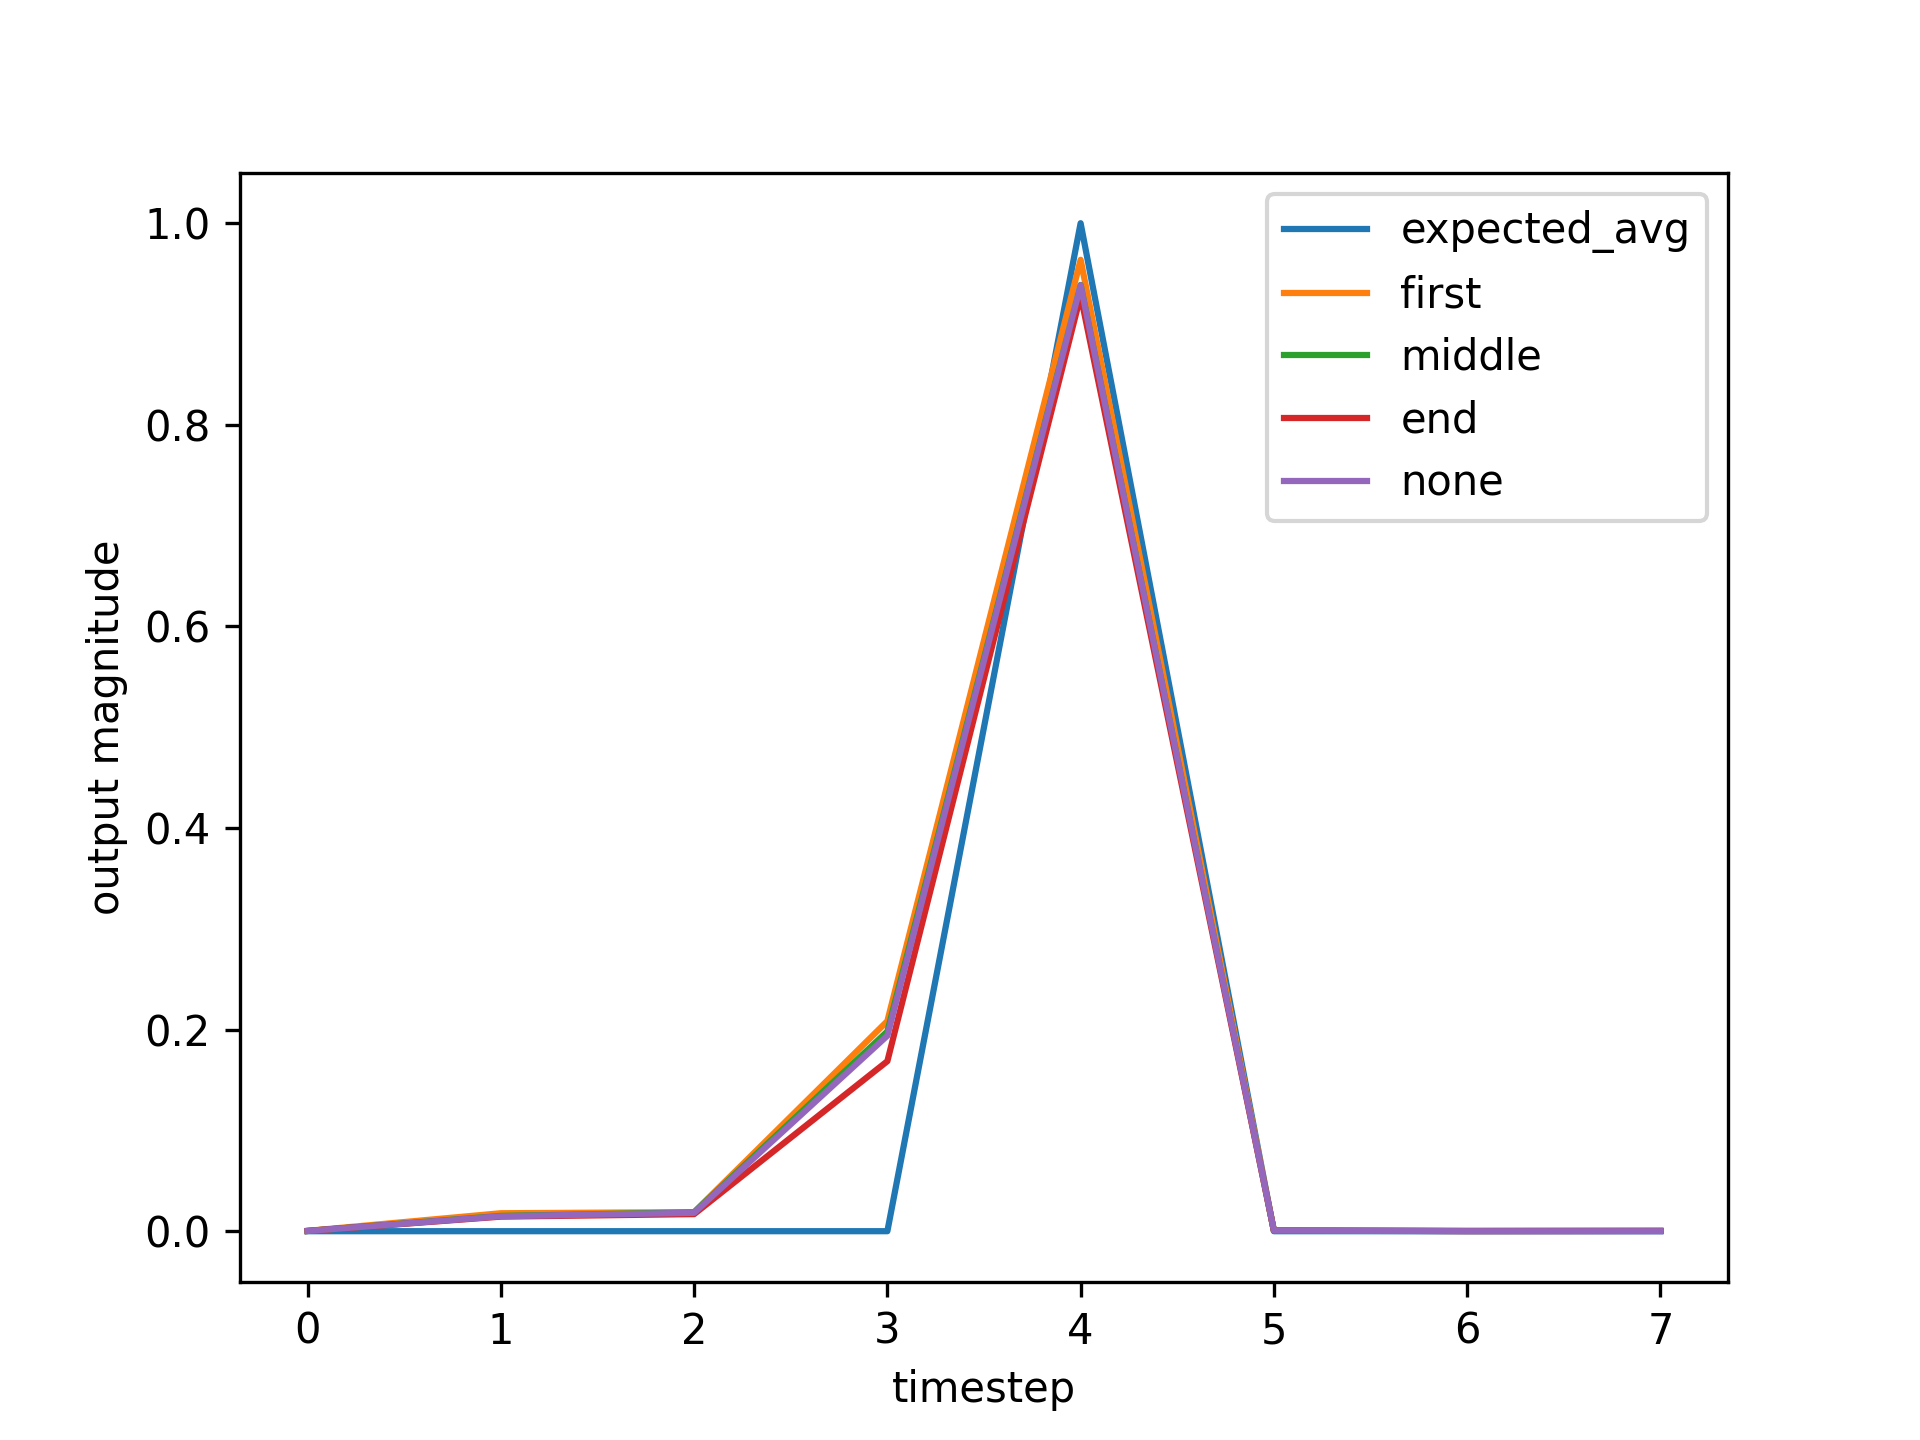 1.0
0.8
0.6
0.4
0.2
0.0
output magnitude
0 1 2 3 4 5 6 7
timestep
expected_avg
first
middle
end
none